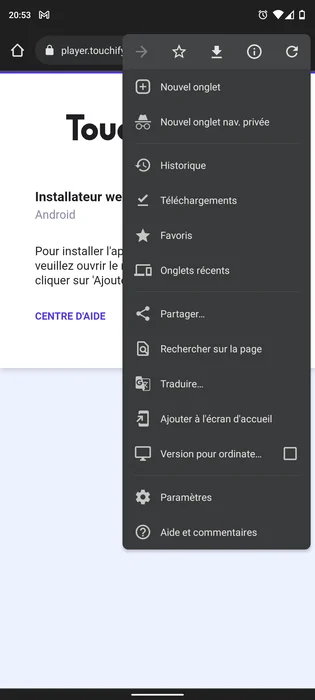 20:53
player.touchify
Nouvel onglet
Nouvel onglet nav. privée
Historique
Téléchargements
Favoris
Onglets récents
Partager…
Rechercher sur la page
Traduire…
Ajouter à l'écran d'accueil
Version pour ordinate…
Paramètres
Aide et commentaires
Touc
Installateur we
Android
Pour installer l'ap
veuillez ouvrir le
cliquer sur 'Ajoute
CENTRE D'AIDE